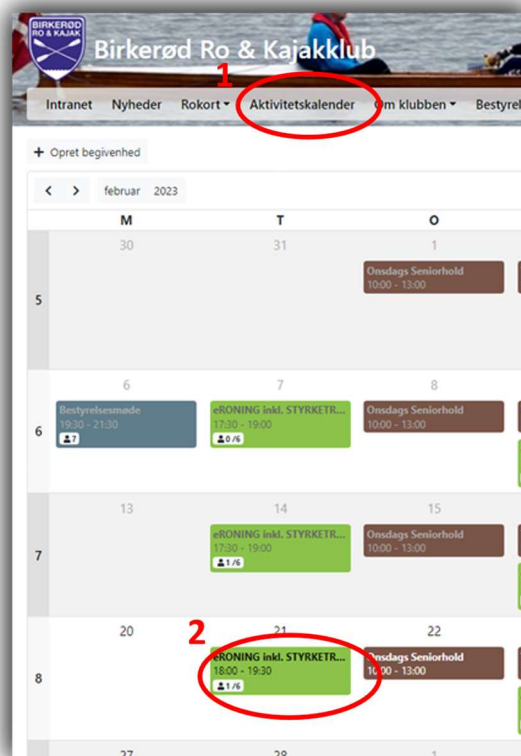 BIRKERØD
RO & KAJAK
Birkerød Ro & Kajakklub
1
Intranet Nyheder Rokort Aktivitetskalender Om klubben Bestyrel
+ Opret begivenhed
< > februar 2023
M T O
30 31 1
Onsdags Seniorhold
10:00 - 13:00
5
6 7 8
Bestyrelsesmøde eRONING inkl. STYRKETR... Onsdags Seniorhold
19:30 - 21:30 17:30 - 19:00 10:00 - 13:00
6
7 0/6
13 14 15
eRONING inkl. STYRKETR... Onsdags Seniorhold
17:30 - 19:00 10:00 - 13:00
7
1/6
20 2 21 22
eRONING inkl. STYRKETR... Onsdags Seniorhold
18:00 - 19:30 10:00 - 13:00
8
1/6
27 28 1